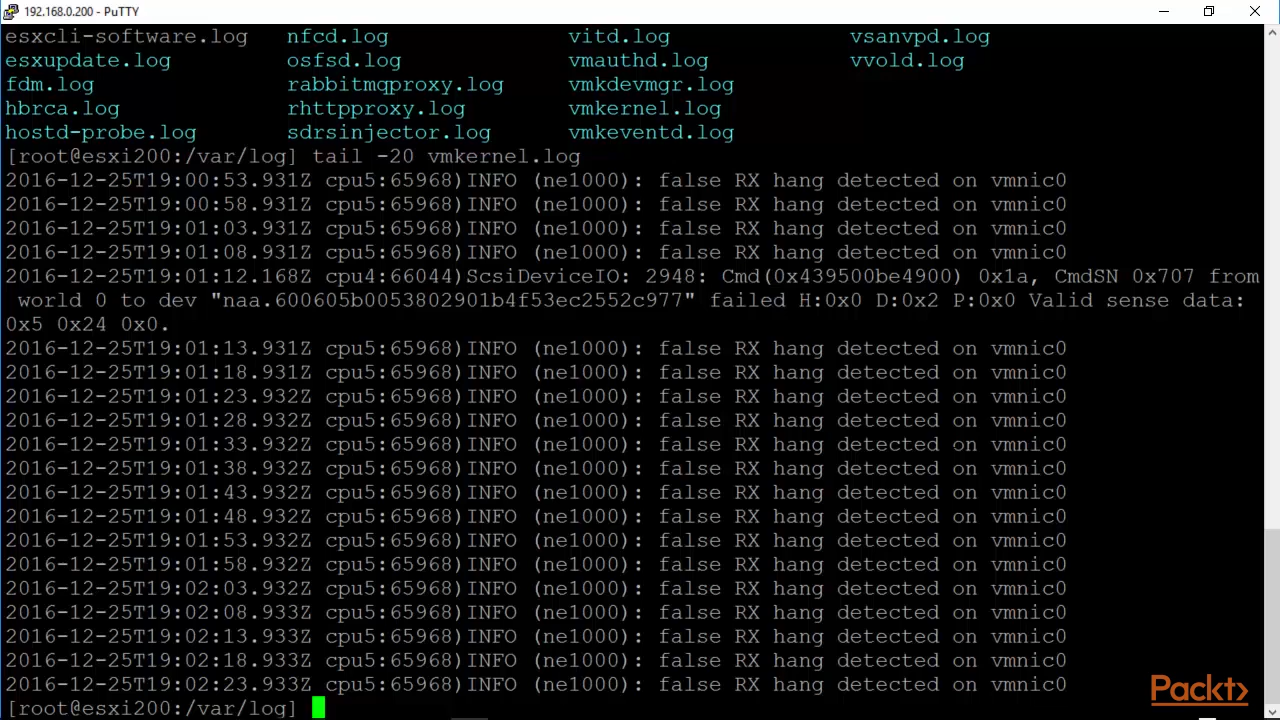 192.168.0.200 - PuTTY
esxcli-software.log nfcd.log vitd.log vsanvpd.log
esxupdate.log osfsd.log vmauthd.log vvold.log
fdm.log rabbitmqproxy.log vmkdevmgr.log
hbrca.log rhttpproxy.log vmkernel.log
hostd-probe.log sdrsinjector.log vmkeventd.log
[root@esxi200:/var/log] tail -20 vmkernel.log
2016-12-25T19:00:53.931Z cpu5:65968)INFO (ne1000): false RX hang detected on vmnic0
2016-12-25T19:00:58.931Z cpu5:65968)INFO (ne1000): false RX hang detected on vmnic0
2016-12-25T19:01:03.931Z cpu5:65968)INFO (ne1000): false RX hang detected on vmnic0
2016-12-25T19:01:08.931Z cpu5:65968)INFO (ne1000): false RX hang detected on vmnic0
2016-12-25T19:01:12.168Z cpu4:66044)ScsiDeviceIO: 2948: Cmd(0x439500be4900) 0x1a, CmdSN 0x707 from
world 0 to dev "naa.600605b0053802901b4f53ec2552c977" failed H:0x0 D:0x2 P:0x0 Valid sense data:
0x5 0x24 0x0.
2016-12-25T19:01:13.931Z cpu5:65968)INFO (ne1000): false RX hang detected on vmnic0
2016-12-25T19:01:18.931Z cpu5:65968)INFO (ne1000): false RX hang detected on vmnic0
2016-12-25T19:01:23.932Z cpu5:65968)INFO (ne1000): false RX hang detected on vmnic0
2016-12-25T19:01:28.932Z cpu5:65968)INFO (ne1000): false RX hang detected on vmnic0
2016-12-25T19:01:33.932Z cpu5:65968)INFO (ne1000): false RX hang detected on vmnic0
2016-12-25T19:01:38.932Z cpu5:65968)INFO (ne1000): false RX hang detected on vmnic0
2016-12-25T19:01:43.932Z cpu5:65968)INFO (ne1000): false RX hang detected on vmnic0
2016-12-25T19:01:48.932Z cpu5:65968)INFO (ne1000): false RX hang detected on vmnic0
2016-12-25T19:01:53.932Z cpu5:65968)INFO (ne1000): false RX hang detected on vmnic0
2016-12-25T19:01:58.932Z cpu5:65968)INFO (ne1000): false RX hang detected on vmnic0
2016-12-25T19:02:03.932Z cpu5:65968)INFO (ne1000): false RX hang detected on vmnic0
2016-12-25T19:02:08.933Z cpu5:65968)INFO (ne1000): false RX hang detected on vmnic0
2016-12-25T19:02:13.933Z cpu5:65968)INFO (ne1000): false RX hang detected on vmnic0
2016-12-25T19:02:18.933Z cpu5:65968)INFO (ne1000): false RX hang detected on vmnic0
2016-12-25T19:02:23.933Z cpu5:65968)INFO (ne1000): false RX hang detected on vmnic0
[root@esxi200:/var/log]
Packt>